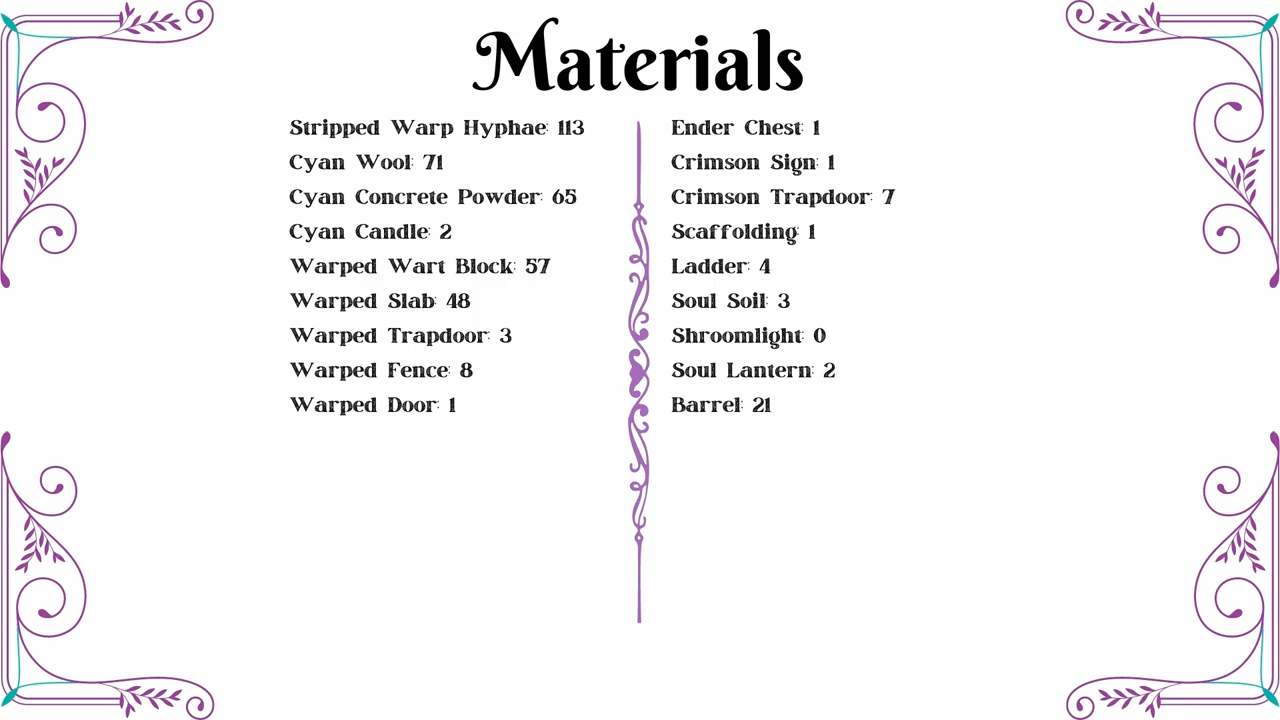 Materials
Stripped Warp Hyphae: 113
Cyan Wool: 71
Cyan Concrete Powder: 65
Cyan Candle: 2
Warped Wart Block: 57
Warped Slab: 48
Warped Trapdoor: 3
Warped Fence: 8
Warped Door: 1
Ender Chest: 1
Crimson Sign: 1
Crimson Trapdoor: 7
Scaffolding: 1
Ladder: 4
Soul Soil: 3
Shroomlight: 0
Soul Lantern: 2
Barrel: 21